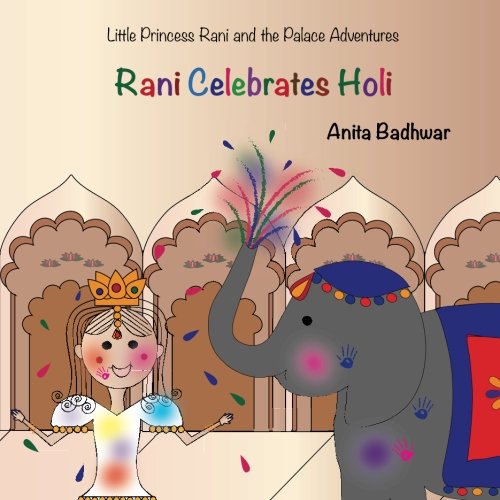 Little Princess Rani and the Palace Adventures
Rani Celebrates Holi
Anita Badhwar